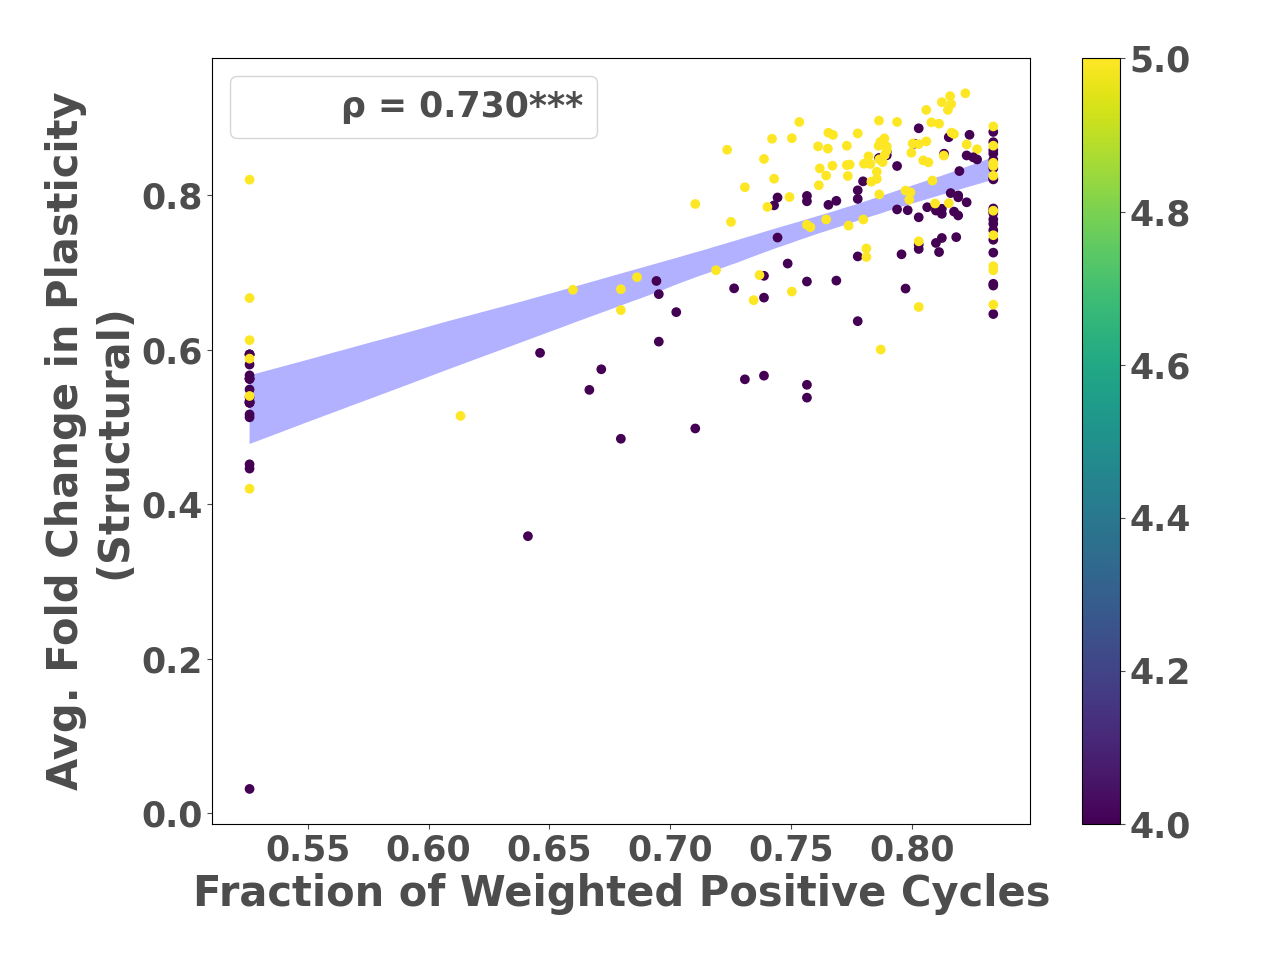 ρ = 0.730***
Avg. Fold Change in Plasticity
(Structural)
0.8
0.6
0.4
0.2
0.0
0.55 0.60 0.65 0.70 0.75 0.80
Fraction of Weighted Positive Cycles
5.0
4.8
4.6
4.4
4.2
4.0